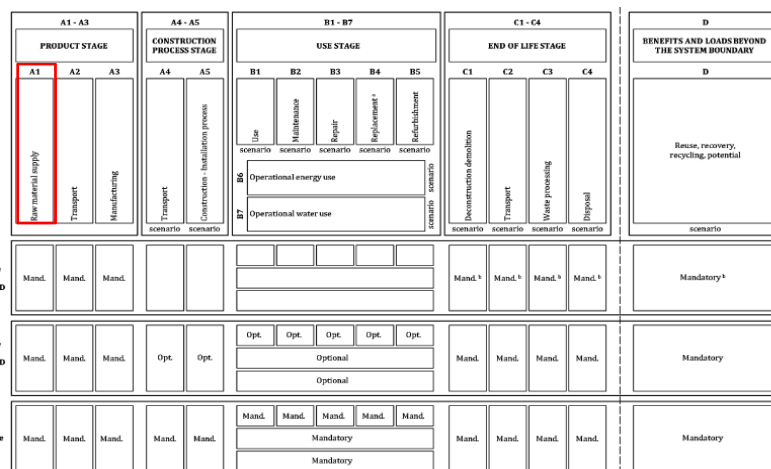 A1 - A3 A4 - A5 B1 - B7 C1 - C4 D
PRODUCT STAGE
CONSTRUCTION
PROCESS STAGE
USE STAGE
END OF LIFE STAGE
BENEFITS AND LOADS BEYOND
THE SYSTEM BOUNDARY
A1 A2 A3 A4 A5 B1 B2 B3 B4 B5 C1 C2 C3 C4 D
Raw material supply
Transport
Manufacturing
Transport
Construction - Installation process
Use
Maintenance
Repair
Replacement ᵃ
Refurbishment
scenario scenario scenario scenario scenario
B6 Operational energy use scenario
B7 Operational water use scenario
Deconstruction demolition
Transport
Waste processing
Disposal
Reuse, recovery,
recycling, potential
scenario scenario scenario scenario scenario scenario scenario
Mand. Mand. Mand. Mand. ᵇ Mand. ᵇ Mand. ᵇ Mand. ᵇ Mandatory ᵇ
D
Opt. Opt. Opt. Opt. Opt.
Mand. Mand. Mand. Opt. Opt. Optional Mand. Mand. Mand. Mand. Mandatory
D
Optional
Mand. Mand. Mand. Mand. Mand.
e Mand. Mand. Mand. Mand. Mand. Mandatory Mand. Mand. Mand. Mand. Mandatory
Mandatory